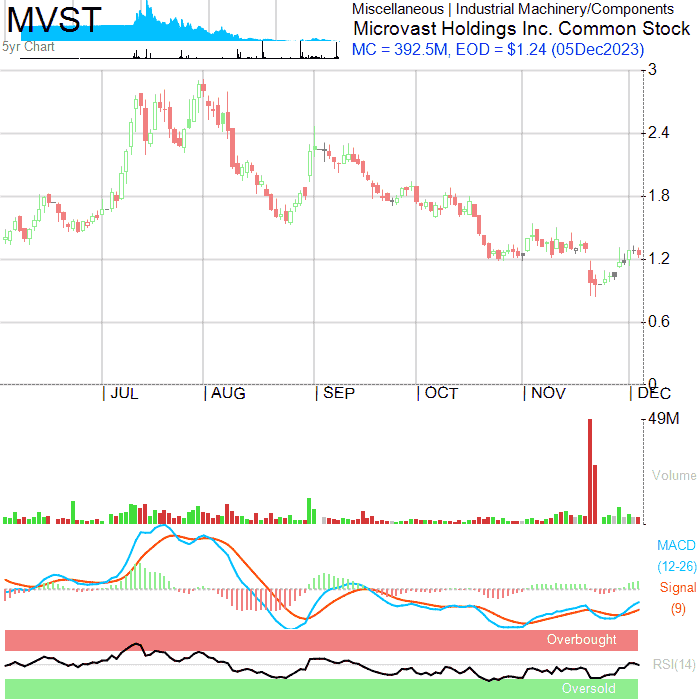 MVST
5yr Chart
Miscellaneous | Industrial Machinery/Components
Microvast Holdings Inc. Common Stock
MC = 392.5M, EOD = $1.24 (05Dec2023)
3
2.4
1.8
1.2
0.6
0
| JUL | AUG | SEP | OCT | NOV | DEC
49M
Volume
MACD
(12-26)
Signal
(9)
Overbought
RSI(14)
Oversold